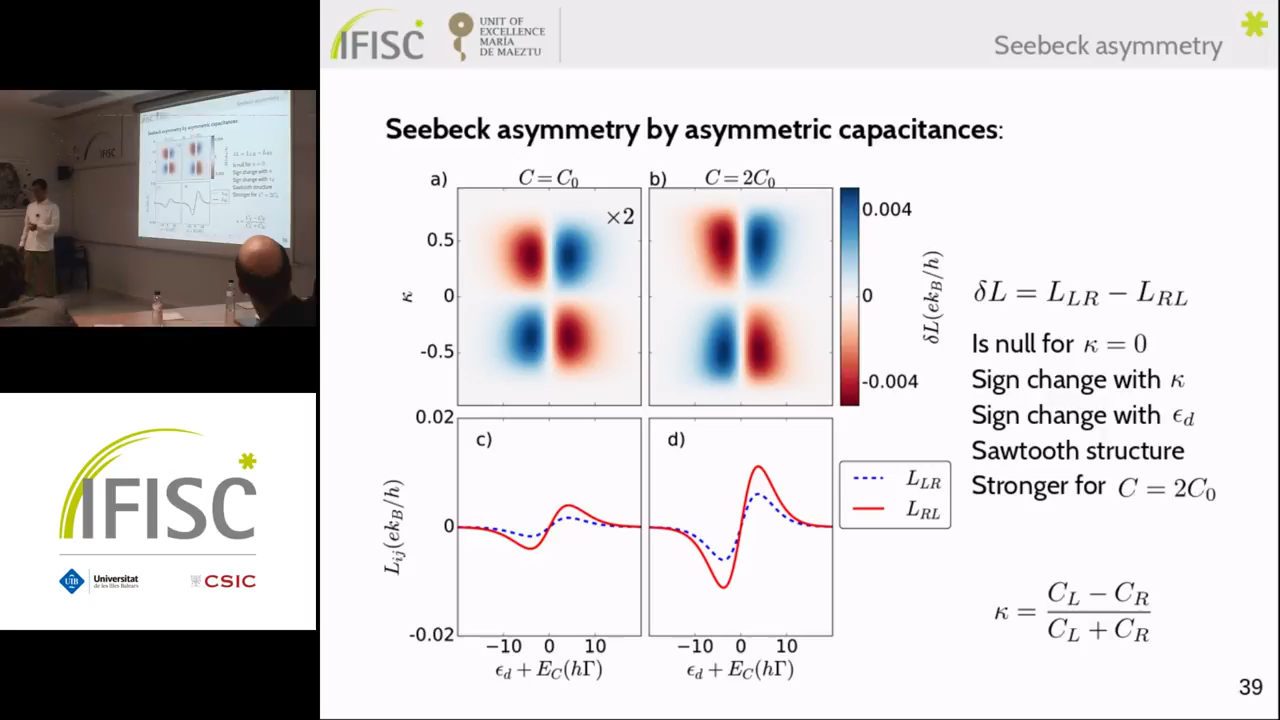 IFISC
UNIT OF
EXCELLENCE
MARÍA
DE MAEZTU
Seebeck asymmetry
Seebeck asymmetry by asymmetric capacitances:
a) C = C₀
b) C = 2C₀
×2
0.5
0
-0.5
κ
0.004
0
-0.004
δL(ek_B/h)
c)
d)
0.02
0
-0.02
L_ij(ek_B/h)
−10 0 10
−10 0 10
ϵ_d + E_C(hΓ)
ϵ_d + E_C(hΓ)
L_LR
L_RL
δL = L_LR − L_RL
Is null for κ = 0
Sign change with κ
Sign change with ϵ_d
Sawtooth structure
Stronger for C = 2C₀
κ = (C_L − C_R)/(C_L + C_R)
39
IFISC
UIB Universitat
de les Illes Balears
CSIC